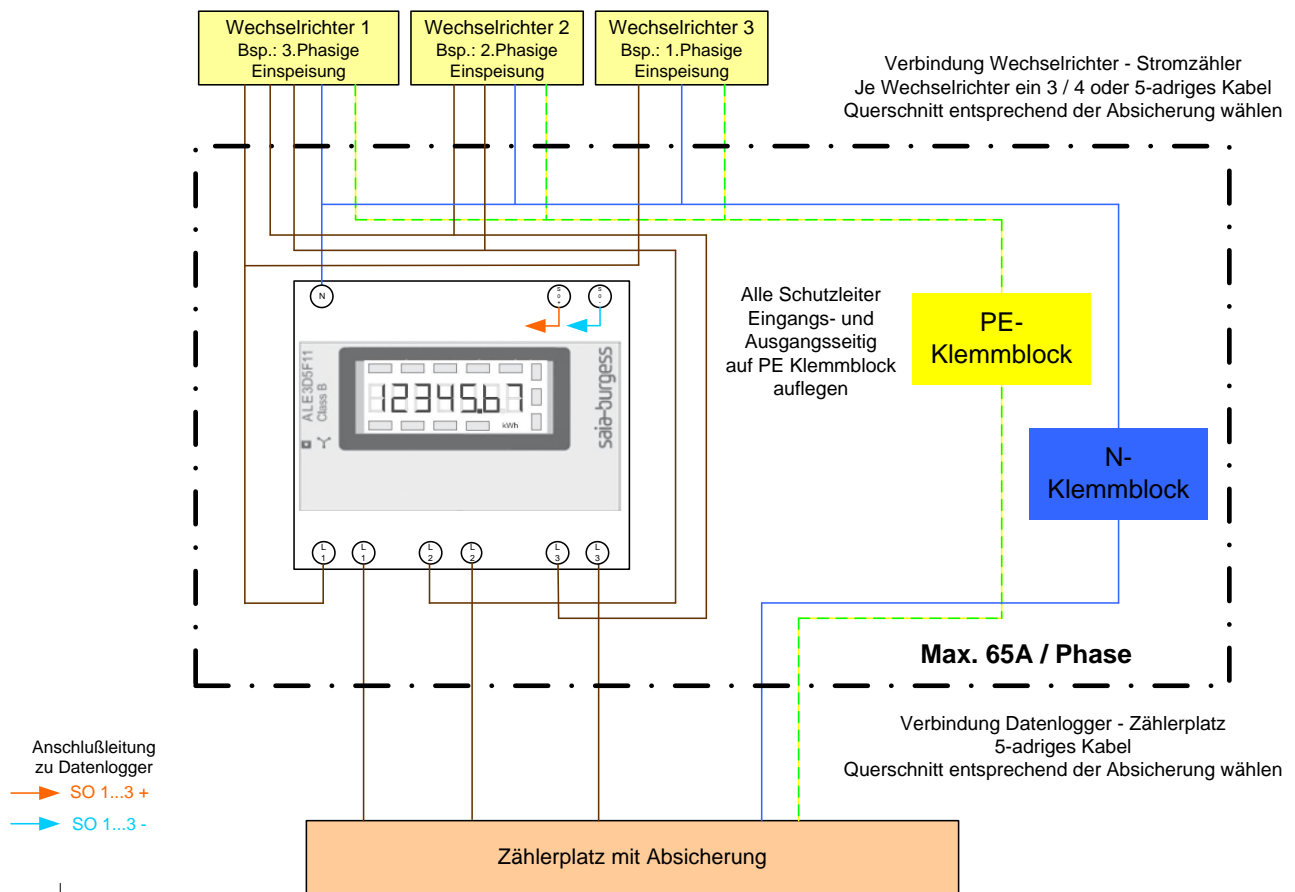 Wechselrichter 1
Bsp.: 3.Phasige
Einspeisung
Wechselrichter 2
Bsp.: 2.Phasige
Einspeisung
Wechselrichter 3
Bsp.: 1.Phasige
Einspeisung
Verbindung Wechselrichter - Stromzähler
Je Wechselrichter ein 3 / 4 oder 5-adriges Kabel
Querschnitt entsprechend der Absicherung wählen
N
S0+
S0-
Alle Schutzleiter
Eingangs- und
Ausgangsseitig
auf PE Klemmblock
auflegen
PE-
Klemmblock
N-
Klemmblock
ALE3D5F11
Class B
12345.67
kWh
saia-burgess
L1
L1
L2
L2
L3
L3
Max. 65A / Phase
Verbindung Datenlogger - Zählerplatz
5-adriges Kabel
Querschnitt entsprechend der Absicherung wählen
Anschlußleitung
zu Datenlogger
SO 1...3 +
SO 1...3 -
Zählerplatz mit Absicherung